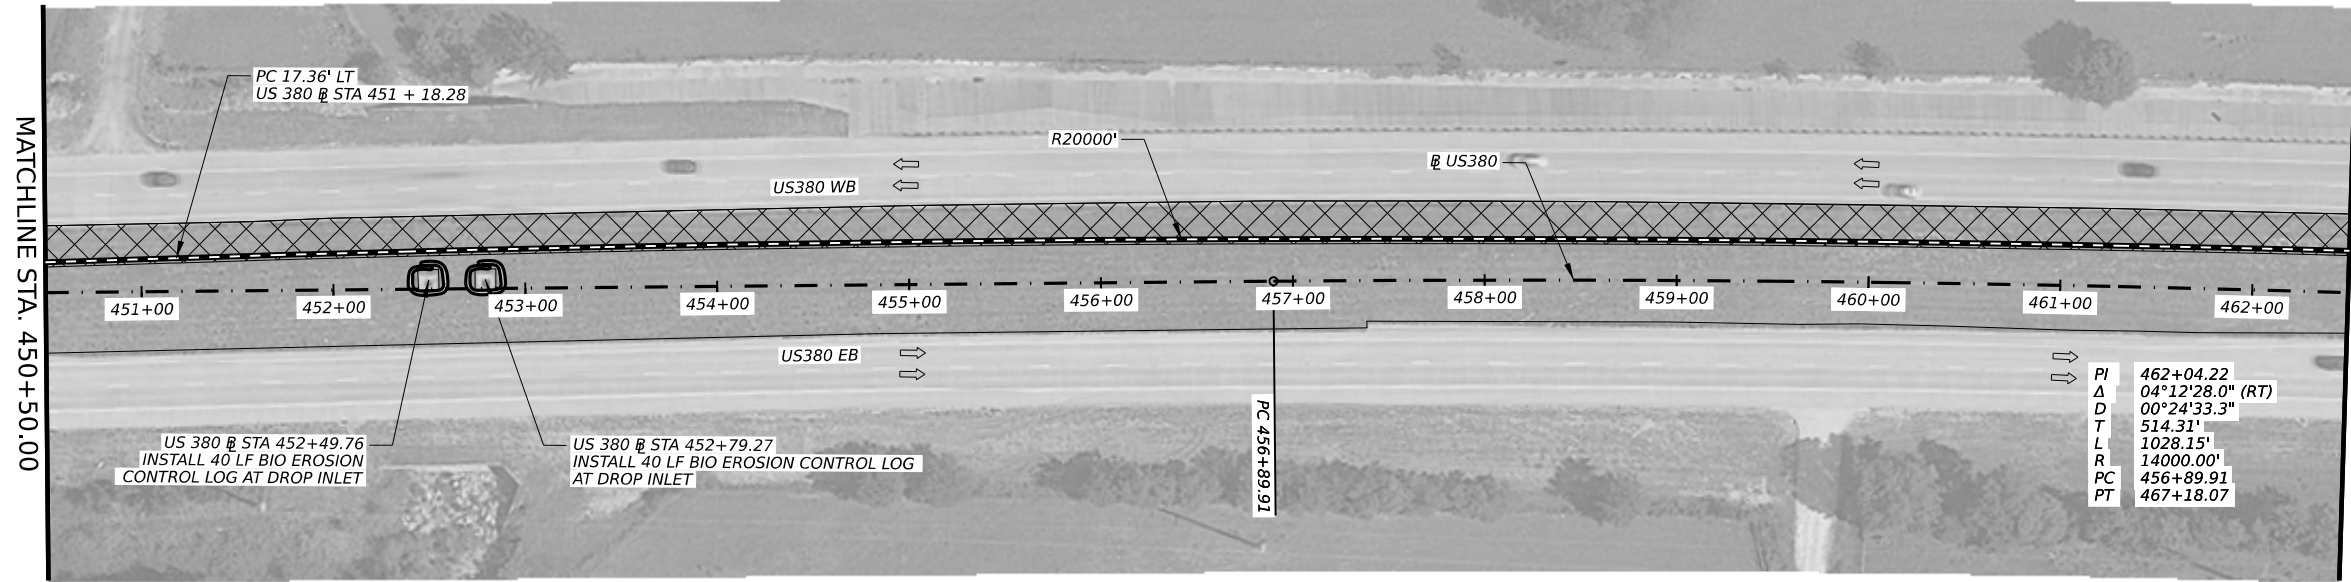 MATCHLINE STA. 450+50.00
PC 17.36' LT
US 380 ⅊ STA 451 + 18.28
R20000'
⅊ US380
US380 WB
451+00
452+00
453+00
454+00
455+00
456+00
457+00
458+00
459+00
460+00
461+00
462+00
US380 EB
US 380 ⅊ STA 452+49.76
INSTALL 40 LF BIO EROSION
CONTROL LOG AT DROP INLET
US 380 ⅊ STA 452+79.27
INSTALL 40 LF BIO EROSION CONTROL LOG
AT DROP INLET
PC 456+89.91
PI 462+04.22
Δ 04°12'28.0" (RT)
D 00°24'33.3"
T 514.31'
L 1028.15'
R 14000.00'
PC 456+89.91
PT 467+18.07